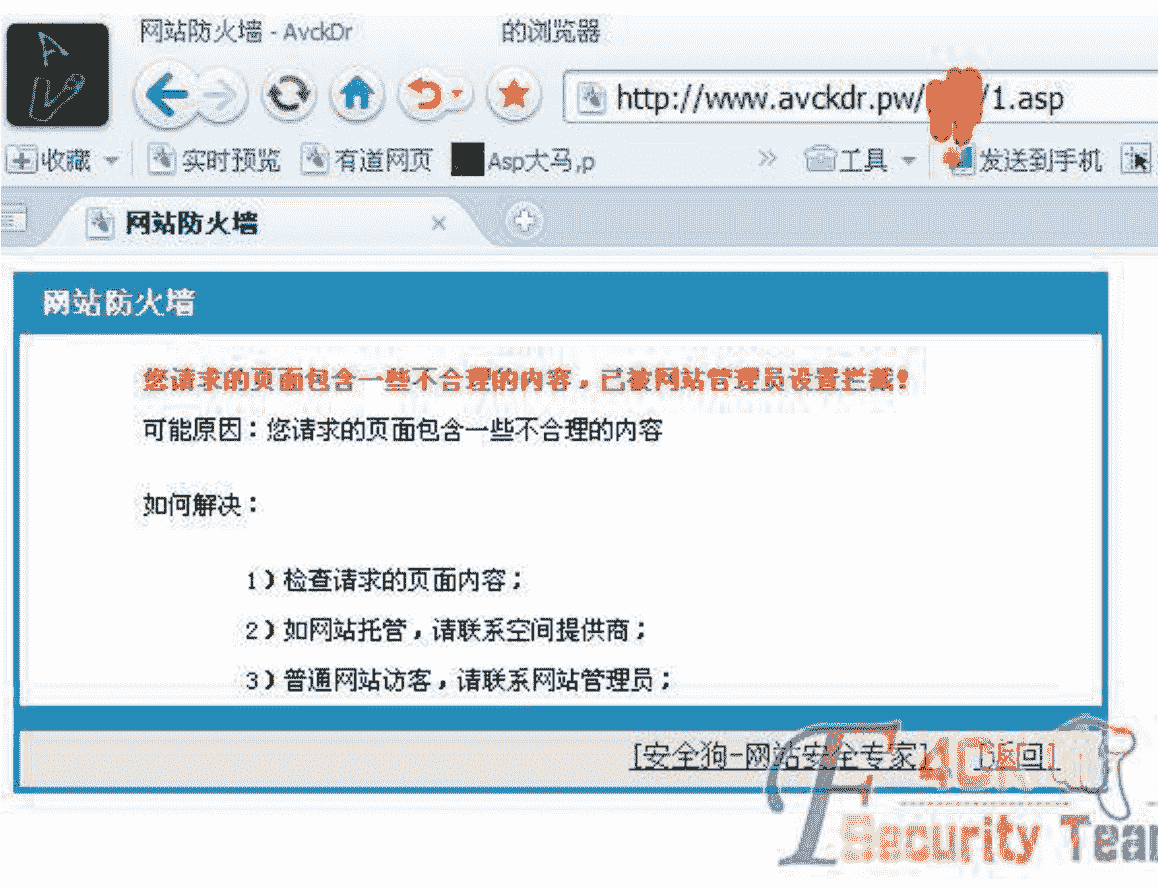 网站防火墙 - AvckDr 的浏览器
http://www.avckdr.pw/ /1.asp
收藏 实时预览 有道网页 Asp大马,p 工具 发送到手机
网站防火墙
网站防火墙
您请求的页面包含一些不合理的内容，已被网站管理员设置拦截！
可能原因：您请求的页面包含一些不合理的内容
如何解决：
1）检查请求的页面内容；
2）如网站托管，请联系空间提供商；
3）普通网站访客，请联系网站管理员；
[安全狗-网站安全专家] [返回]
F4CK
Security Team